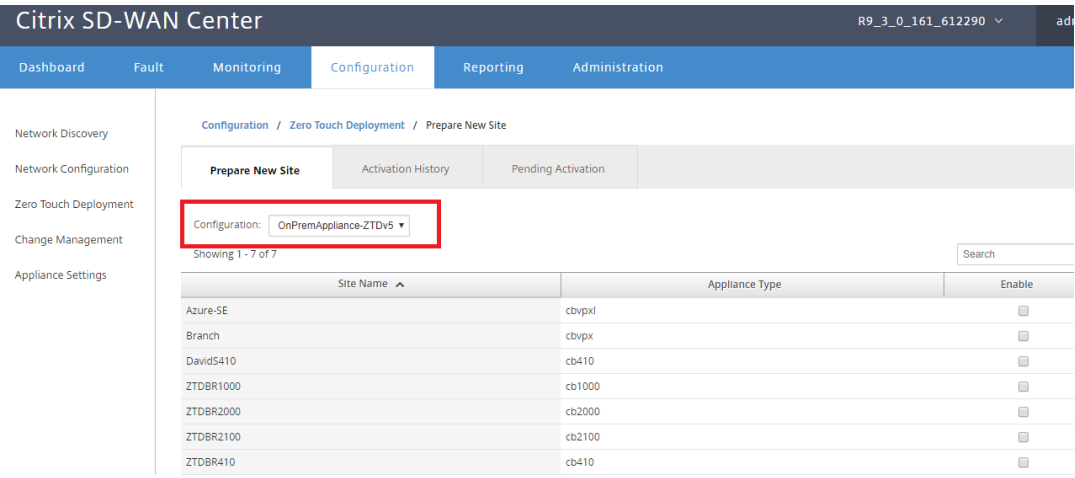 Citrix SD-WAN Center R9_3_0_161_612290
Dashboard Fault Monitoring Configuration Reporting Administration
Network Discovery
Network Configuration
Zero Touch Deployment
Change Management
Appliance Settings
Configuration / Zero Touch Deployment / Prepare New Site
Prepare New Site Activation History Pending Activation
Configuration: OnPremAppliance-ZTDv5
Showing 1 - 7 of 7 Search
Site Name Appliance Type Enable
Azure-SE cbvpxl
Branch cbvpx
DavidS410 cb410
ZTDBR1000 cb1000
ZTDBR2000 cb2000
ZTDBR2100 cb2100
ZTDBR410 cb410